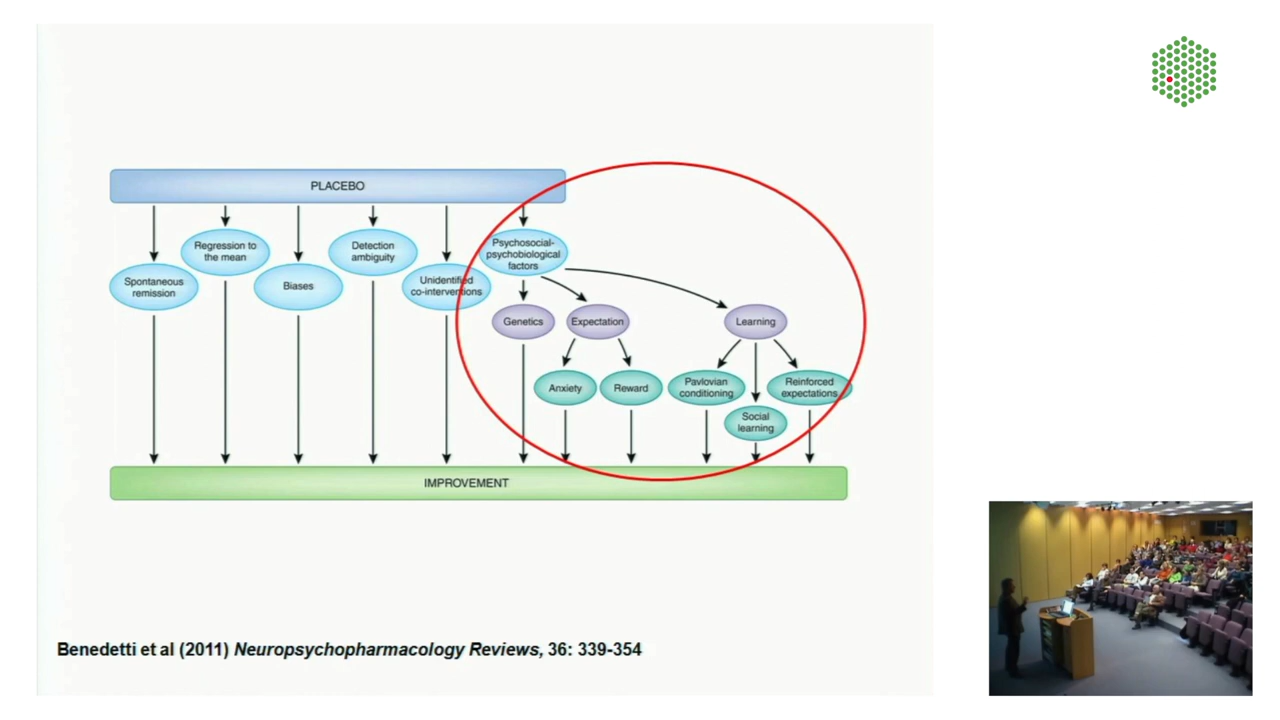 PLACEBO
Spontaneous
remission
Regression to
the mean
Biases
Detection
ambiguity
Unidentified
co-interventions
Psychosocial-
psychobiological
factors
Genetics
Expectation
Learning
Anxiety
Reward
Pavlovian
conditioning
Social
learning
Reinforced
expectations
IMPROVEMENT
Benedetti et al (2011) Neuropsychopharmacology Reviews, 36: 339-354